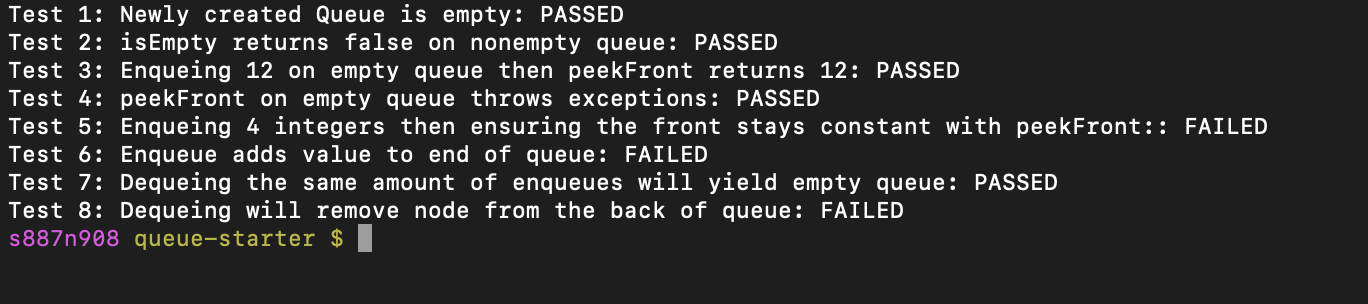 Test 1: Newly created Queue is empty: PASSED
Test 2: isEmpty returns false on nonempty queue: PASSED
Test 3: Enqueing 12 on empty queue then peekFront returns 12: PASSED
Test 4: peekFront on empty queue throws exceptions: PASSED
Test 5: Enqueing 4 integers then ensuring the front stays constant with peekFront:: FAILED
Test 6: Enqueue adds value to end of queue: FAILED
Test 7: Dequeing the same amount of enqueues will yield empty queue: PASSED
Test 8: Dequeing will remove node from the back of queue: FAILED
s887n908 queue-starter $